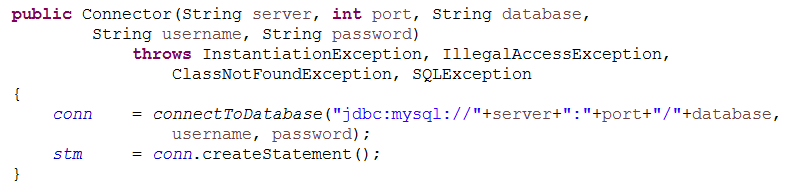 public Connector(String server, int port, String database,
        String username, String password)
            throws InstantiationException, IllegalAccessException,
                ClassNotFoundException, SQLException
{
    conn    = connectToDatabase("jdbc:mysql://"+server+":"+port+"/"+database,
                username, password);
    stm     = conn.createStatement();
}